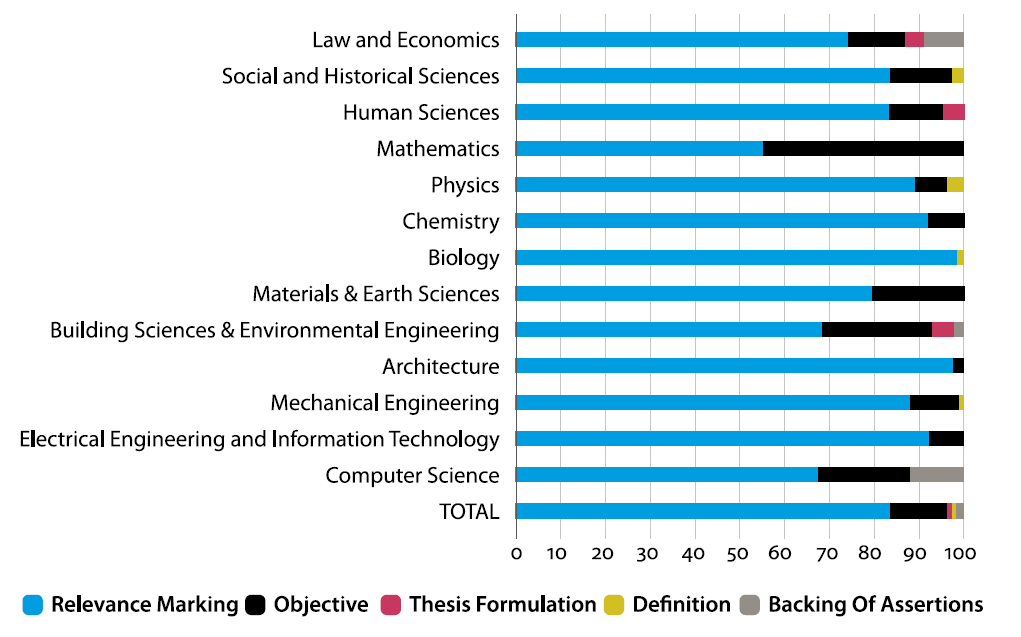 Law and Economics
Social and Historical Sciences
Human Sciences
Mathematics
Physics
Chemistry
Biology
Materials & Earth Sciences
Building Sciences & Environmental Engineering
Architecture
Mechanical Engineering
Electrical Engineering and Information Technology
Computer Science
TOTAL
0 10 20 30 40 50 60 70 80 90 100
Relevance Marking Objective Thesis Formulation Definition Backing Of Assertions